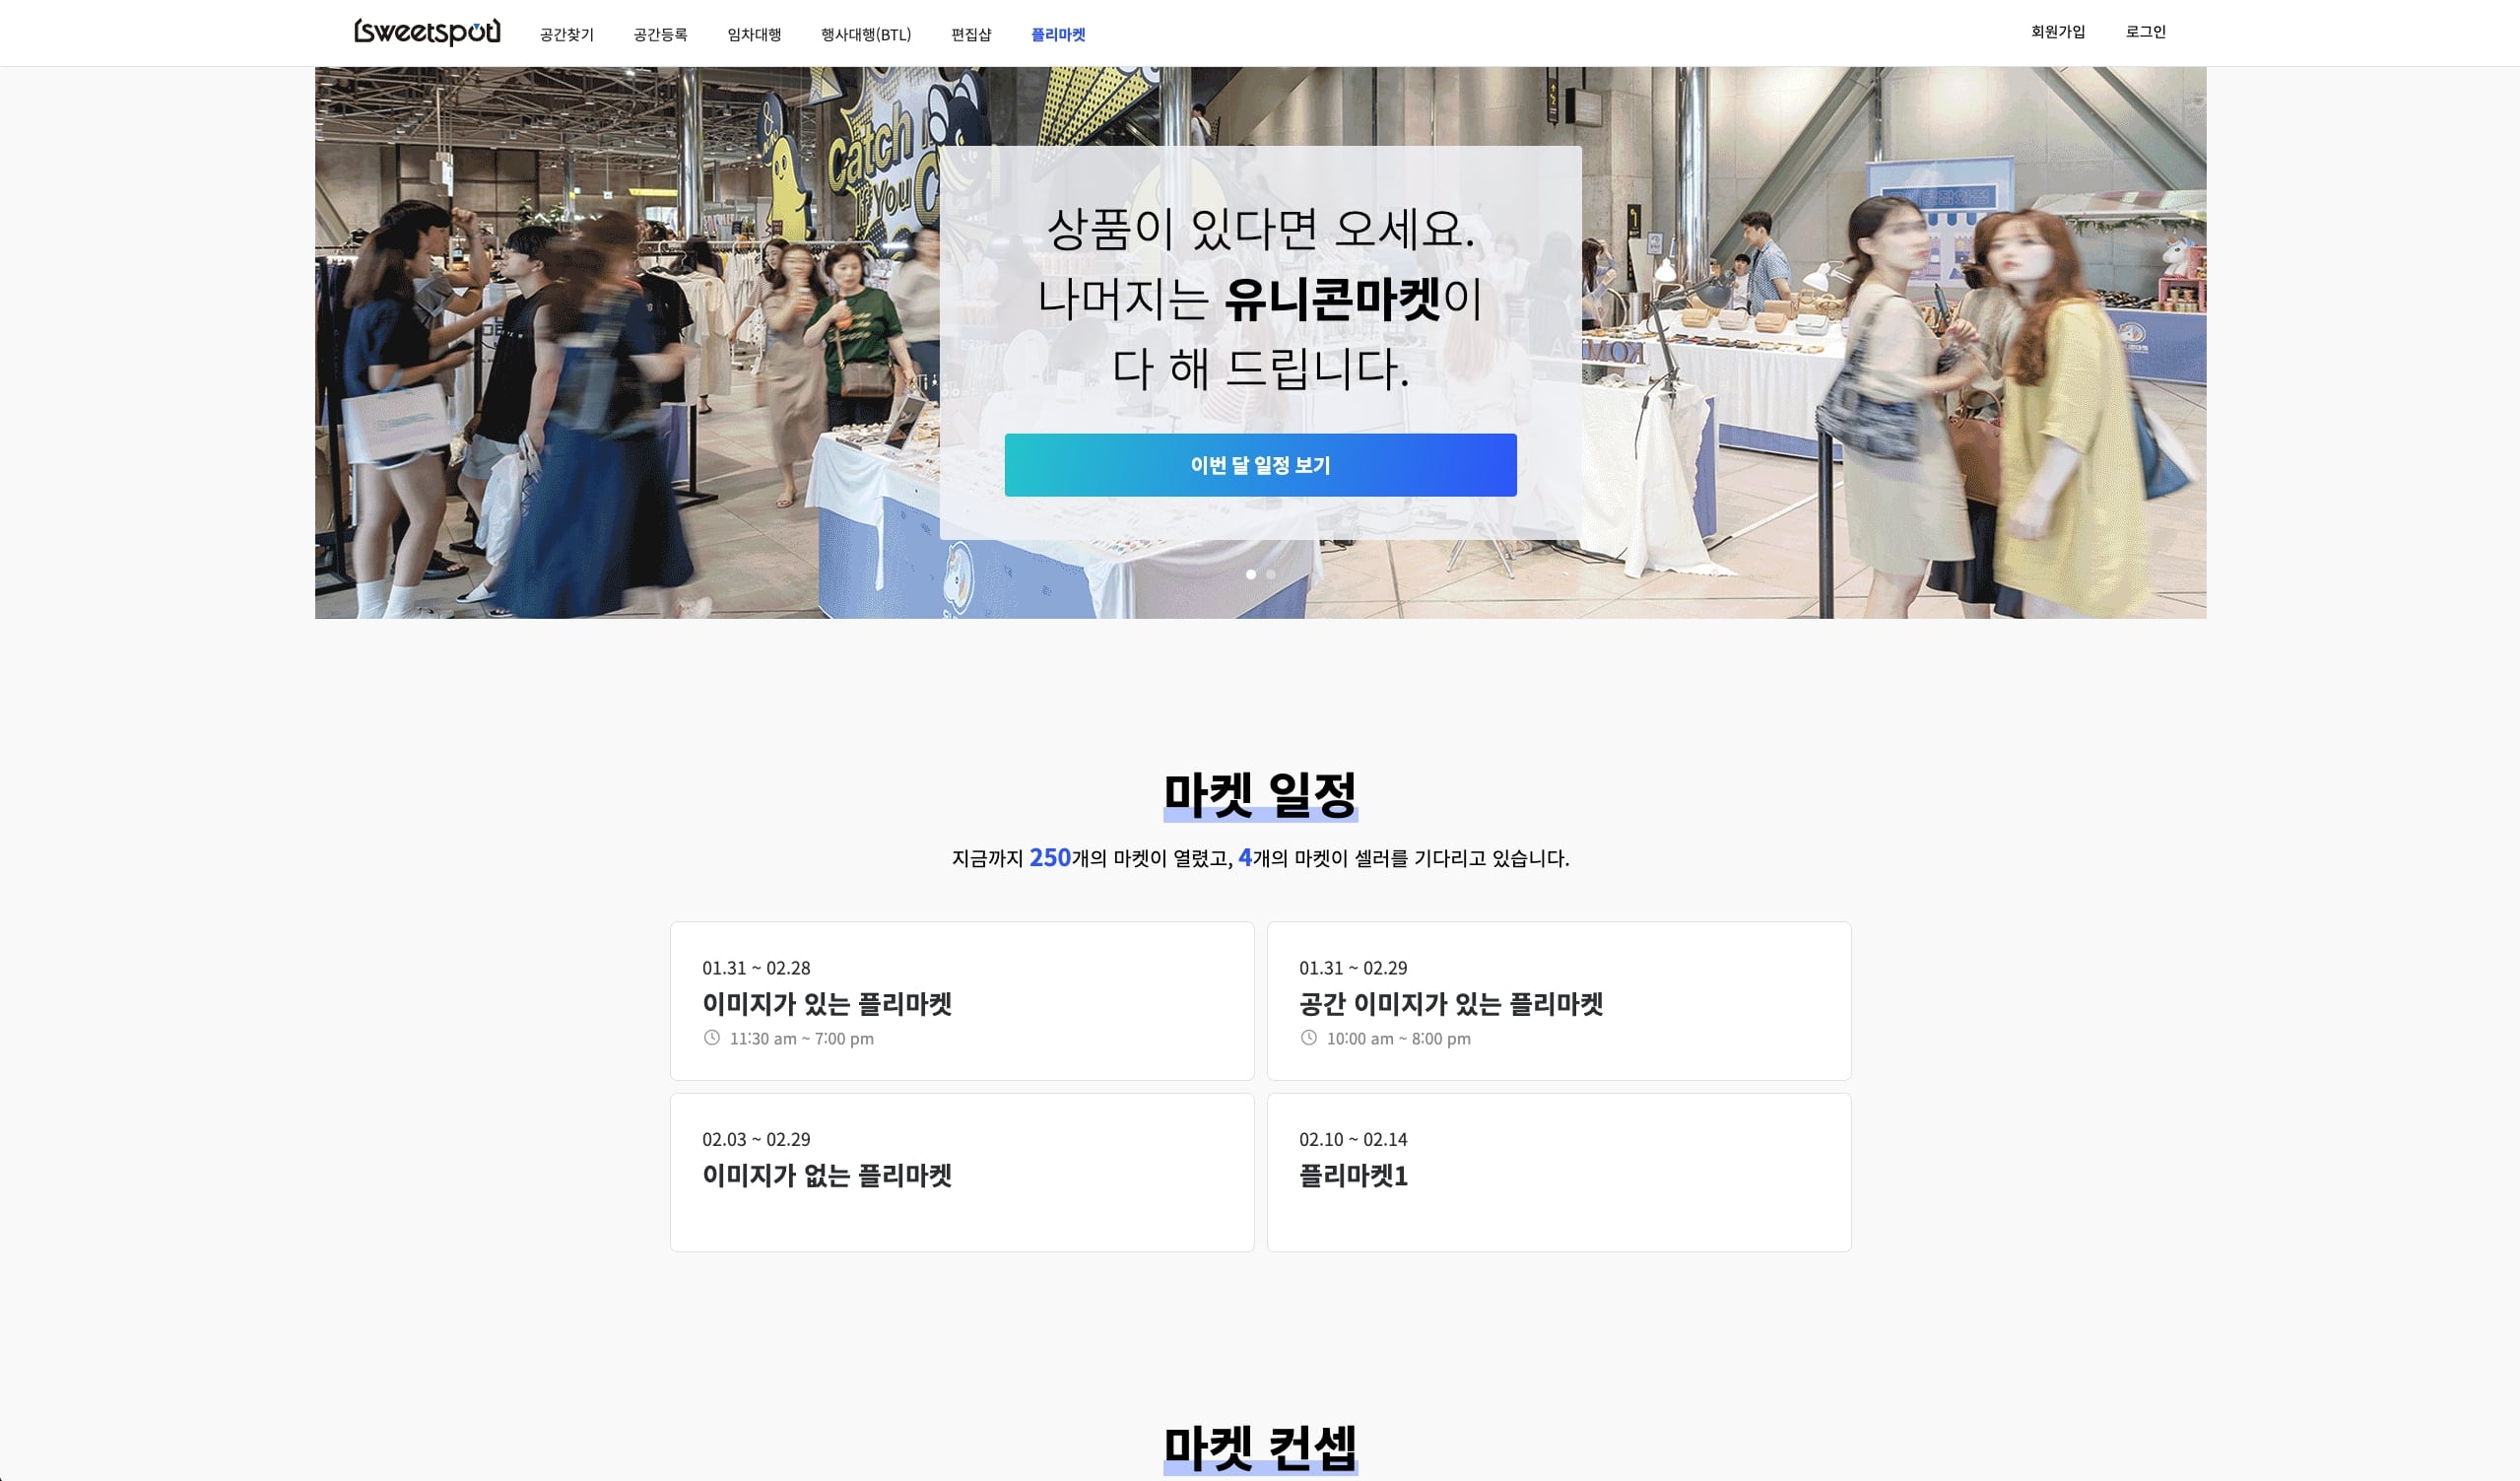 [sweetspot]
공간찾기
공간등록
임차대행
행사대행(BTL)
편집샵
플리마켓
회원가입
로그인
Catch
If You
상품이 있다면 오세요.
나머지는 유니콘마켓이
다 해 드립니다.
이번 달 일정 보기
마켓 일정
지금까지 250개의 마켓이 열렸고, 4개의 마켓이 셀러를 기다리고 있습니다.
01.31 ~ 02.28
이미지가 있는 플리마켓
11:30 am ~ 7:00 pm
01.31 ~ 02.29
공간 이미지가 있는 플리마켓
10:00 am ~ 8:00 pm
02.03 ~ 02.29
이미지가 없는 플리마켓
02.10 ~ 02.14
플리마켓1
마켓 컨셉